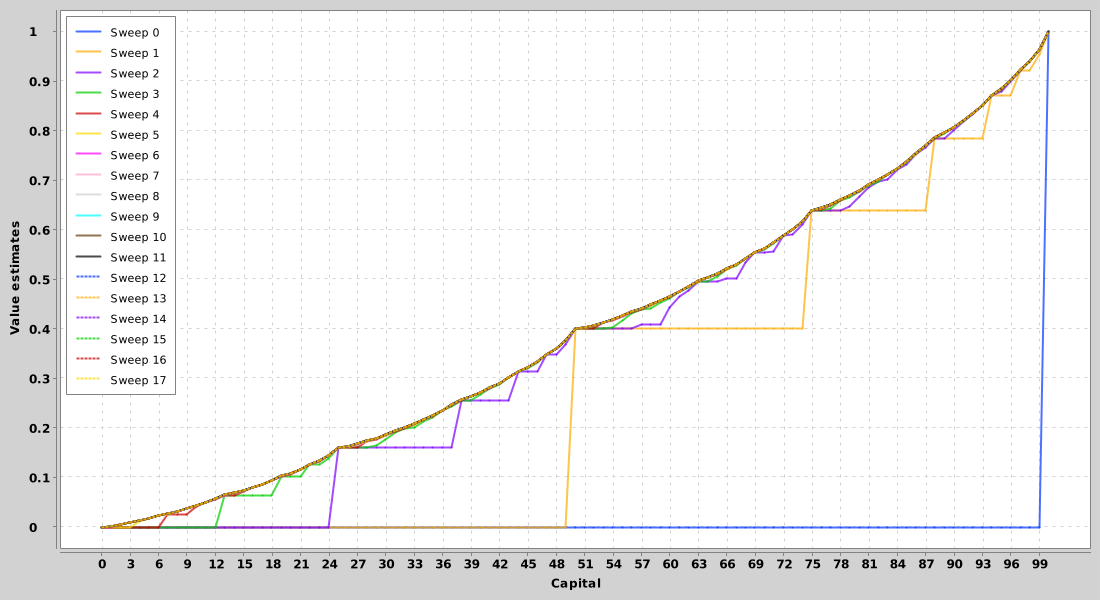 1
0.9
0.8
0.7
0.6
0.5
0.4
0.3
0.2
0.1
0
Value estimates
Sweep 0
Sweep 1
Sweep 2
Sweep 3
Sweep 4
Sweep 5
Sweep 6
Sweep 7
Sweep 8
Sweep 9
Sweep 10
Sweep 11
Sweep 12
Sweep 13
Sweep 14
Sweep 15
Sweep 16
Sweep 17
0 3 6 9 12 15 18 21 24 27 30 33 36 39 42 45 48 51 54 57 60 63 66 69 72 75 78 81 84 87 90 93 96 99
Capital